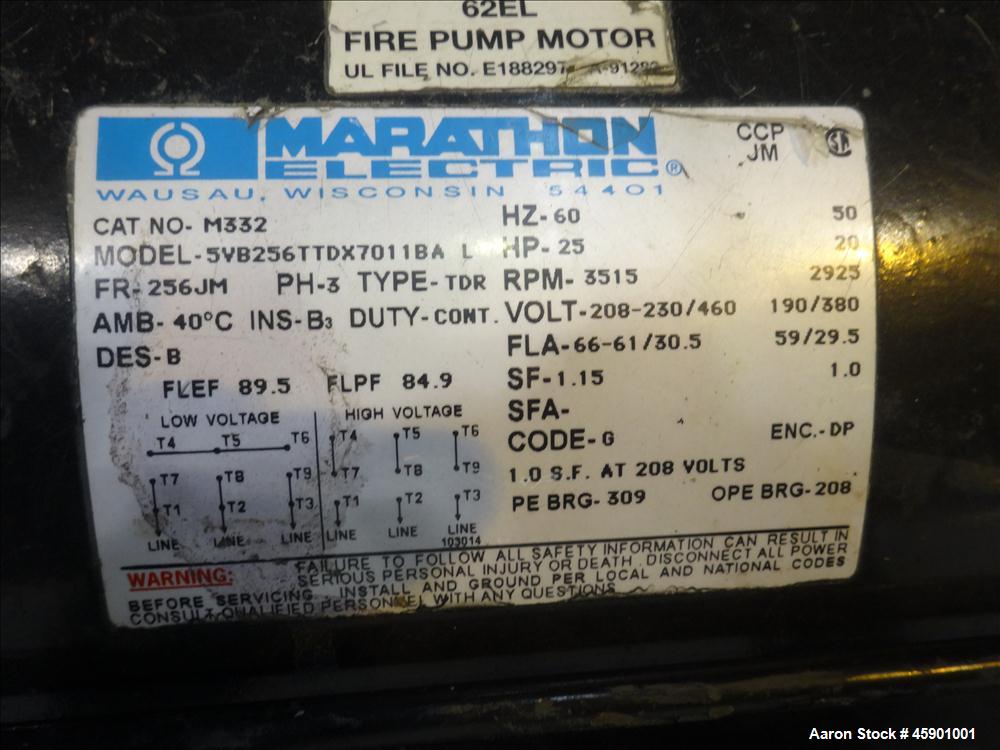 62EL
FIRE PUMP MOTOR
UL FILE NO. E188297
MARATHON
ELECTRIC®
WAUSAU, WISCONSIN 54401
CCP
JM
CAT NO- M332
MODEL-5VB256TTDX7011BA L
FR-256JM PH-3 TYPE-TDR
AMB-40°C INS-B3 DUTY-CONT.
DES-B
FLEF 89.5 FLPF 84.9
HZ-60 50
HP-25 20
RPM-3515 2925
VOLT-208-230/460 190/380
FLA-66-61/30.5 59/29.5
SF-1.15 1.0
SFA-
CODE-G ENC.-DP
1.0 S.F. AT 208 VOLTS
PE BRG-309 OPE BRG-208
LOW VOLTAGE
T4 T5 T6
T7 T8 T9
T1 T2 T3
LINE LINE LINE
HIGH VOLTAGE
T4 T5 T6
T7 T8 T9
T1 T2 T3
LINE LINE LINE
103014
WARNING: FAILURE TO FOLLOW ALL SAFETY INFORMATION CAN RESULT IN
SERIOUS PERSONAL INJURY OR DEATH. DISCONNECT ALL POWER
BEFORE SERVICING. INSTALL AND GROUND PER LOCAL AND NATIONAL CODES
CONSULT QUALIFIED PERSONNEL WITH ANY QUESTIONS
Aaron Stock # 45901001